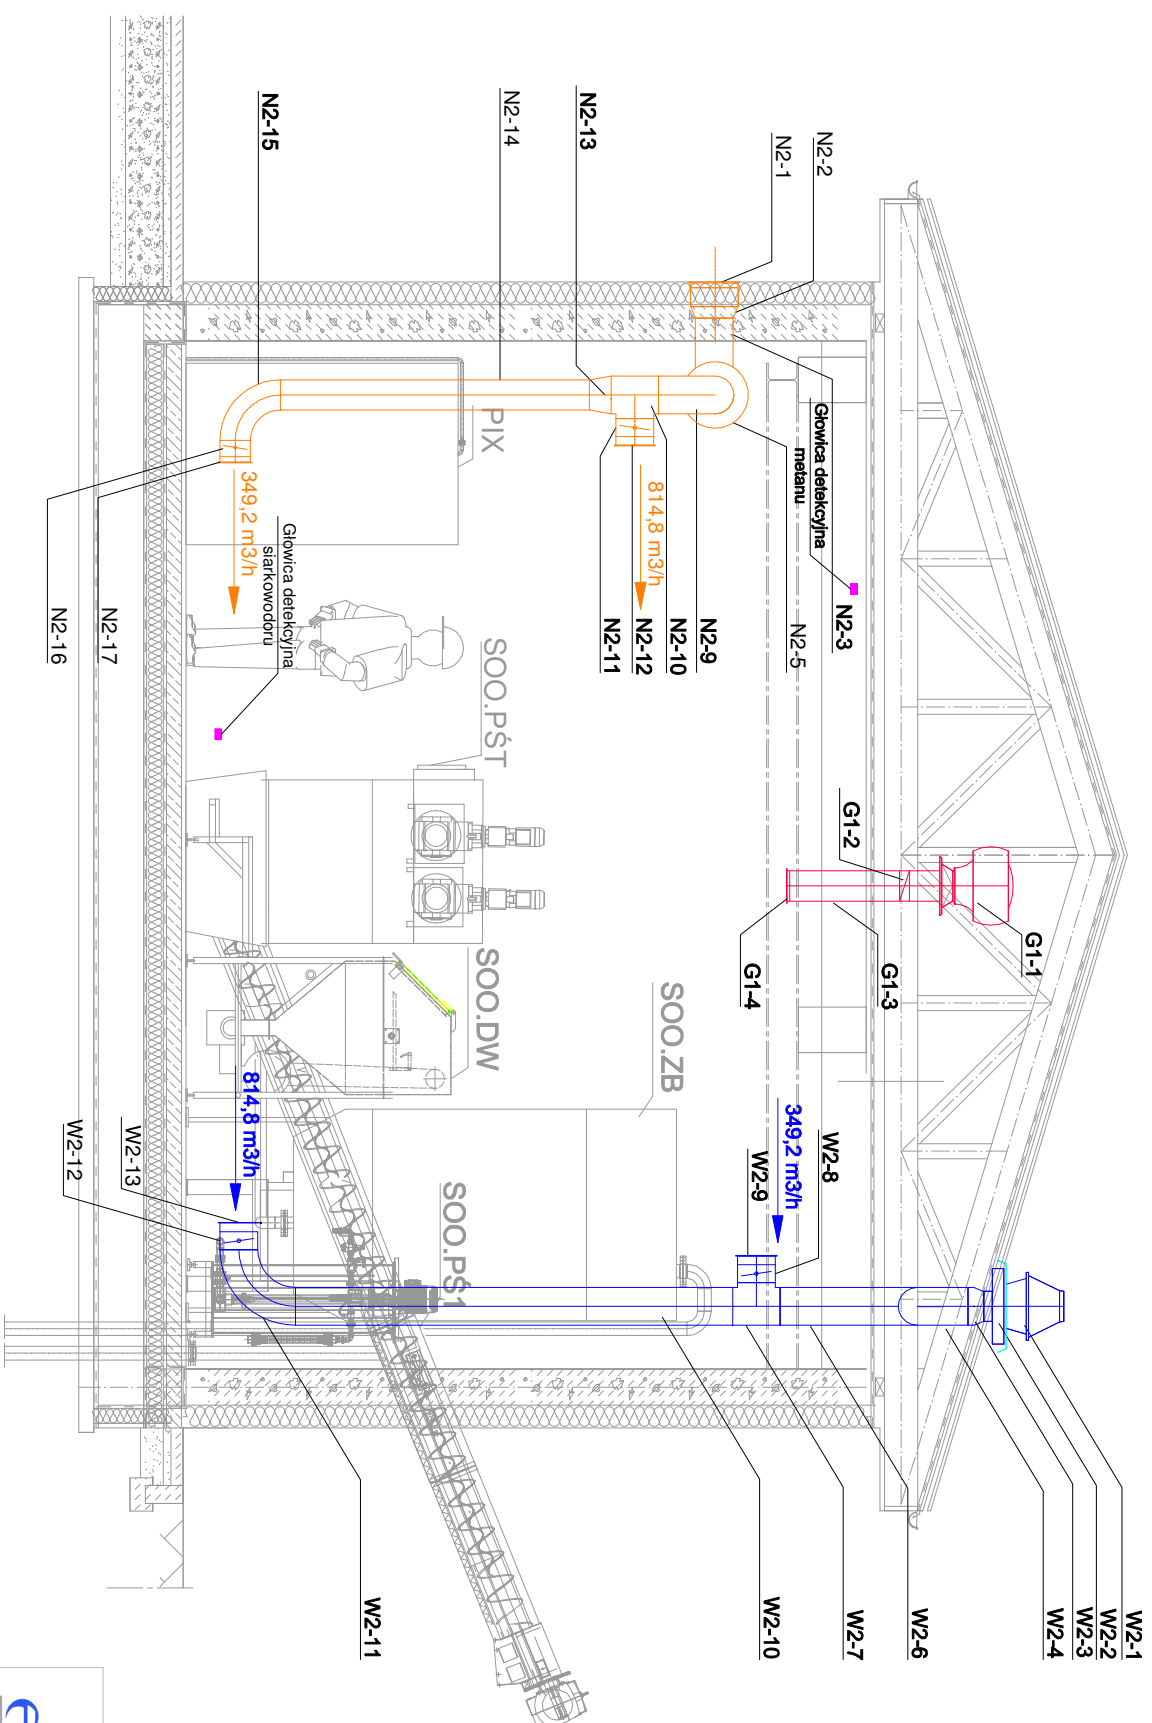 W2-1
W2-2
W2-3
W2-4
W2-6
W2-7
W2-10
W2-11
G1-1
G1-2
G1-3
G1-4
Głowica detekcyjna
metanu
N2-1
N2-2
N2-3
N2-5
N2-9
N2-10
N2-12
N2-11
814,8 m3/h
N2-13
N2-14
N2-15
PIX
349,2 m3/h
Głowica detekcyjna
siarkowodoru
N2-17
N2-16
SOO.PŚT
SOO.DW
SOO.ZB
SOO.PS1
W2-8
349,2 m3/h
W2-9
814,8 m3/h
W2-13
W2-12
e